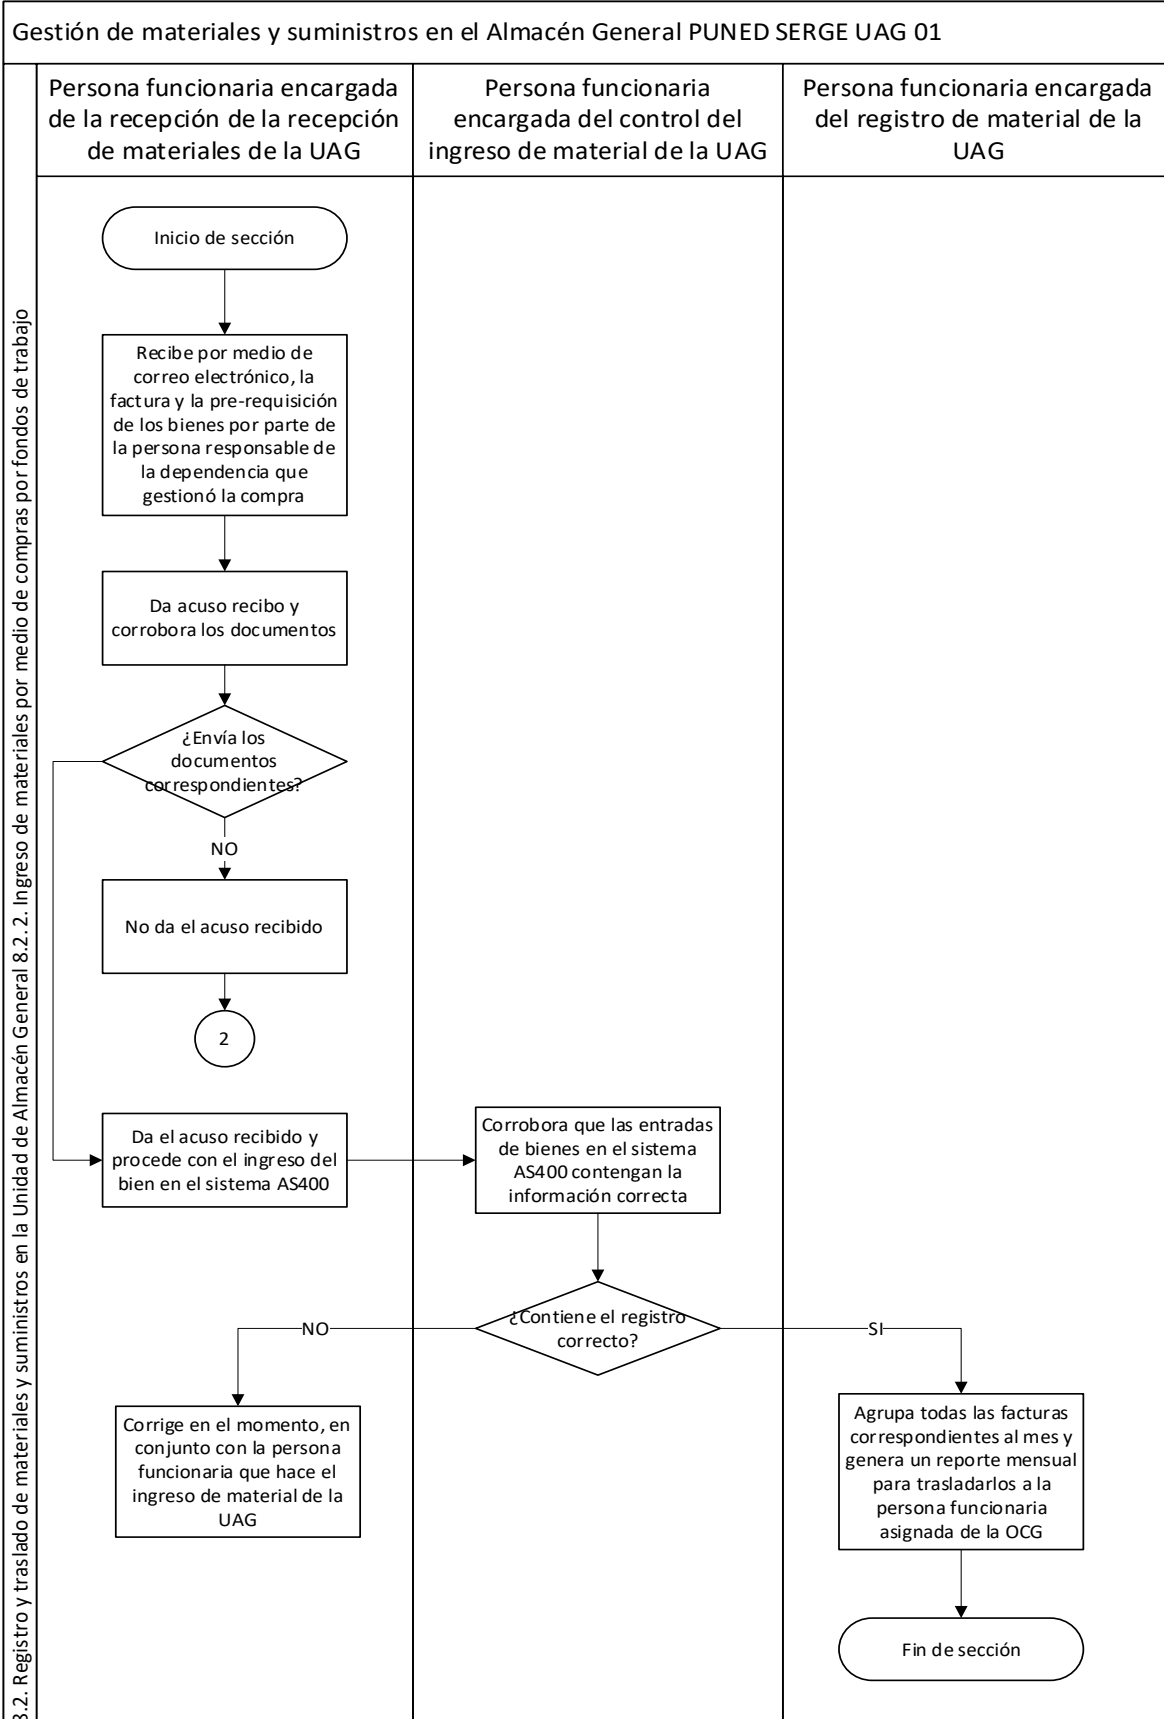 Gestión de materiales y suministros en el Almacén General PUNED SERGE UAG 01
Persona funcionaria encargada
de la recepción de la recepción
de materiales de la UAG
Persona funcionaria
encargada del control del
ingreso de material de la UAG
Persona funcionaria encargada
del registro de material de la
UAG
8.2. Registro y traslado de materiales y suministros en la Unidad de Almacén General 8.2. 2. Ingreso de materiales por medio de compras por fondos de trabajo
Inicio de sección
Recibe por medio de
correo electrónico, la
factura y la pre-requisición
de los bienes por parte de
la persona responsable de
la dependencia que
gestionó la compra
Da acuso recibo y
corrobora los documentos
¿Envía los
documentos
correspondientes?
NO
No da el acuso recibido
2
Da el acuso recibido y
procede con el ingreso del
bien en el sistema AS400
Corrobora que las entradas
de bienes en el sistema
AS400 contengan la
información correcta
¿Contiene el registro
correcto?
NO
SI
Corrige en el momento, en
conjunto con la persona
funcionaria que hace el
ingreso de material de la
UAG
Agrupa todas las facturas
correspondientes al mes y
genera un reporte mensual
para trasladarlos a la
persona funcionaria
asignada de la OCG
Fin de sección